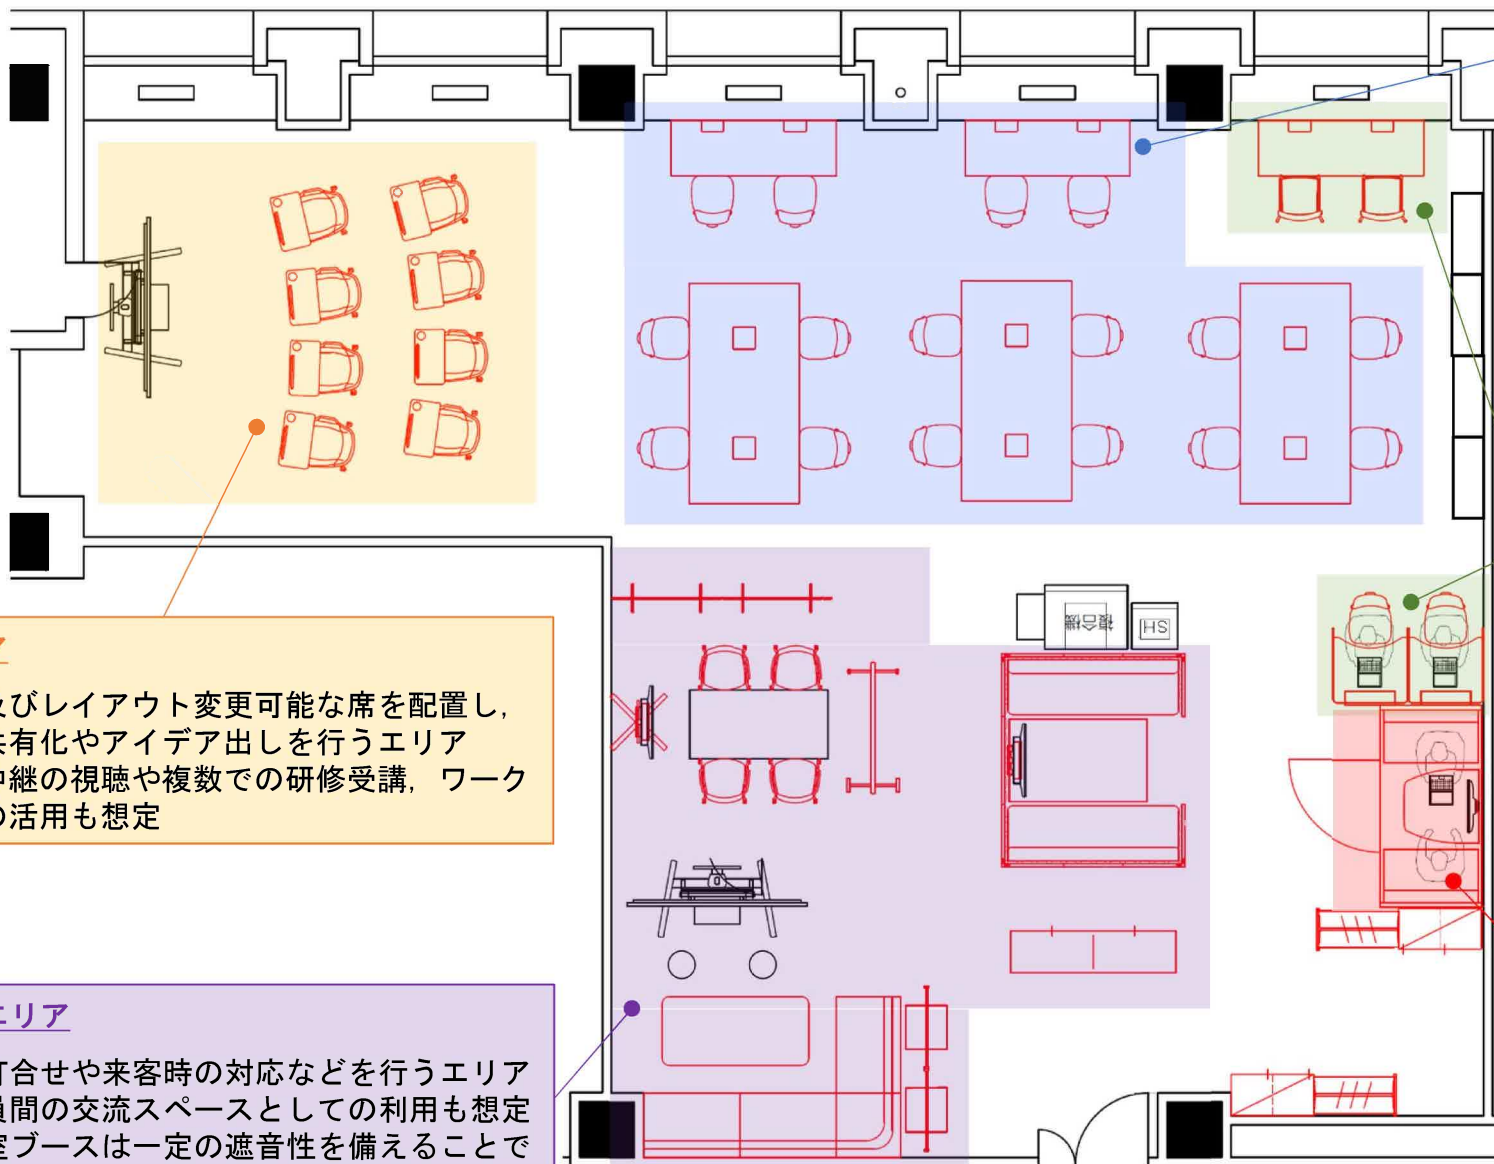 複合機
SH
びレイアウト変更可能な席を配置し，
有化やアイデア出しを行うエリア
継の視聴や複数での研修受講，ワーク
活用も想定
エリア
合せや来客時の対応などを行うエリア
間の交流スペースとしての利用も想定
ブースは一定の遮音性を備えることで